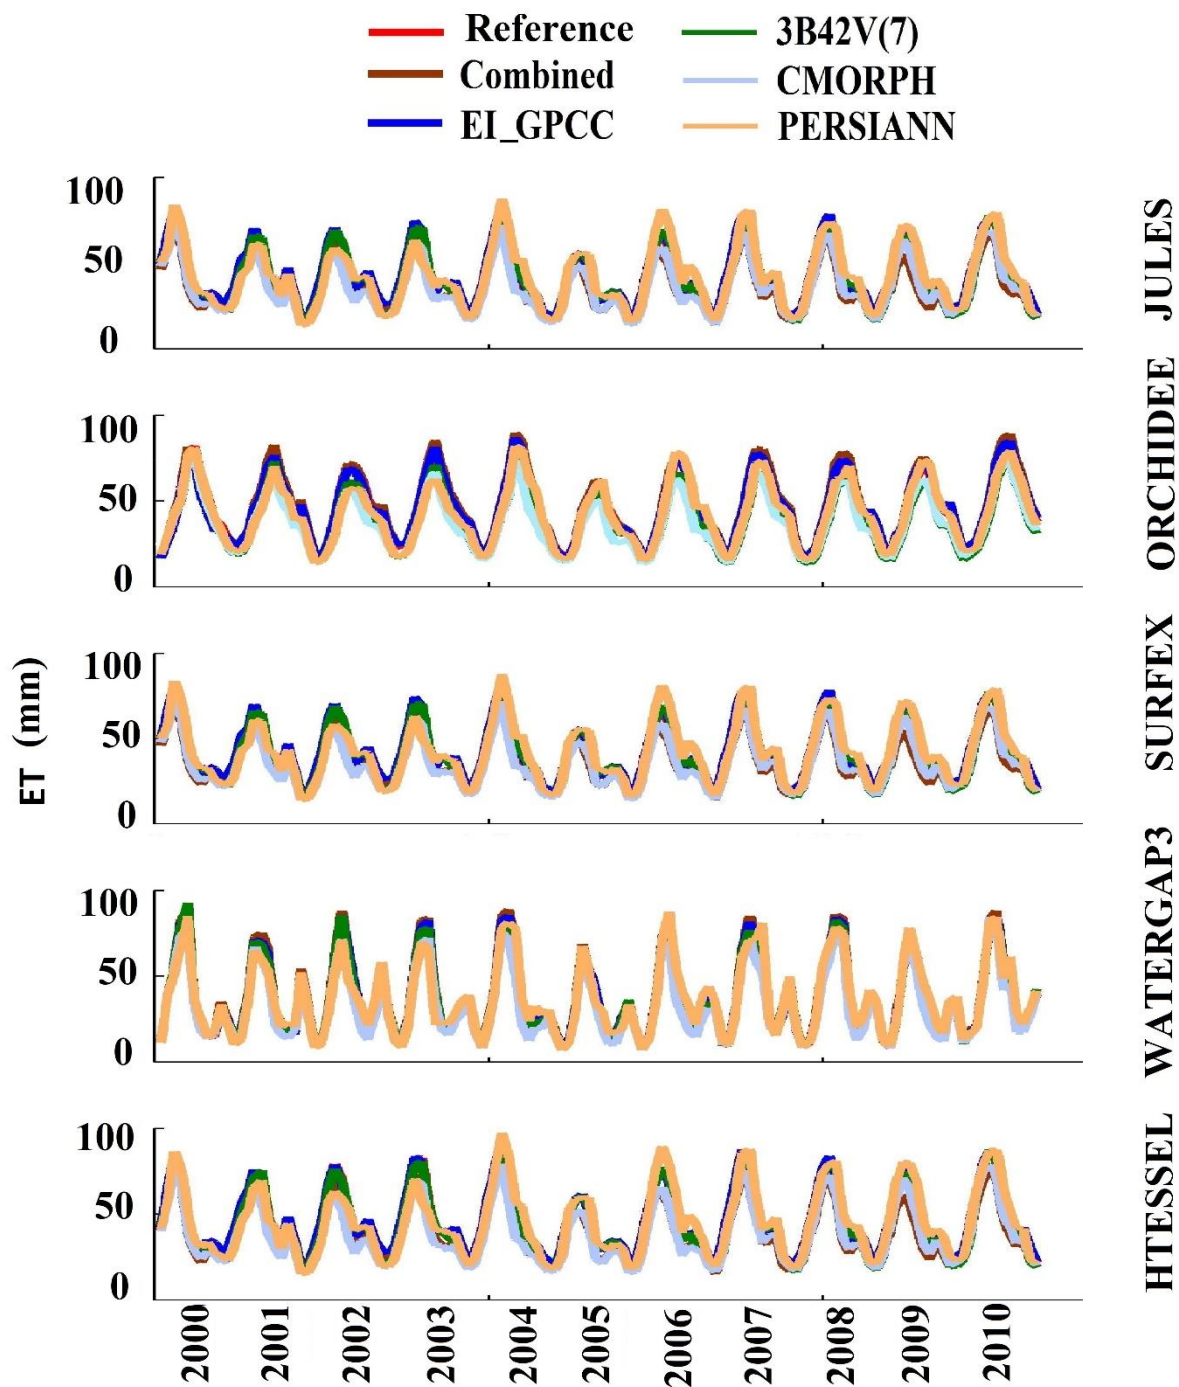 Reference
3B42V(7)
Combined
CMORPH
EI_GPCC
PERSIANN
ET (mm)
100
50
0
JULES
100
50
0
ORCHIDEE
100
50
0
SURFEX
100
50
0
WATERGAP3
100
50
0
HTESSEL
2000
2001
2002
2003
2004
2005
2006
2007
2008
2009
2010